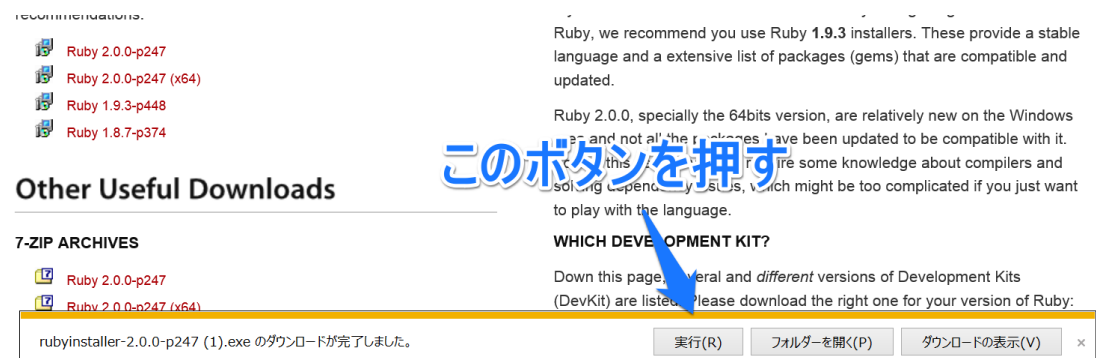 recommendations.
Ruby 2.0.0-p247
Ruby 2.0.0-p247 (x64)
Ruby 1.9.3-p448
Ruby 1.8.7-p374
Other Useful Downloads
7-ZIP ARCHIVES
Ruby 2.0.0-p247
Ruby 2.0.0-p247 (x64)
Ruby, we recommend you use Ruby 1.9.3 installers. These provide a stable
language and a extensive list of packages (gems) that are compatible and
updated.
Ruby 2.0.0, specially the 64bits version, are relatively new on the Windows
and not all the packages have been updated to be compatible with it.
this some knowledge about compilers and
which might be too complicated if you just want
to play with the language.
WHICH DEVELOPMENT KIT?
Down this page, several and different versions of Development Kits
(DevKit) are listed. Please download the right one for your version of Ruby:
このボタンを押す
rubyinstaller-2.0.0-p247 (1).exe のダウンロードが完了しました。
実行(R)
フォルダーを開く(P)
ダウンロードの表示(V)
×